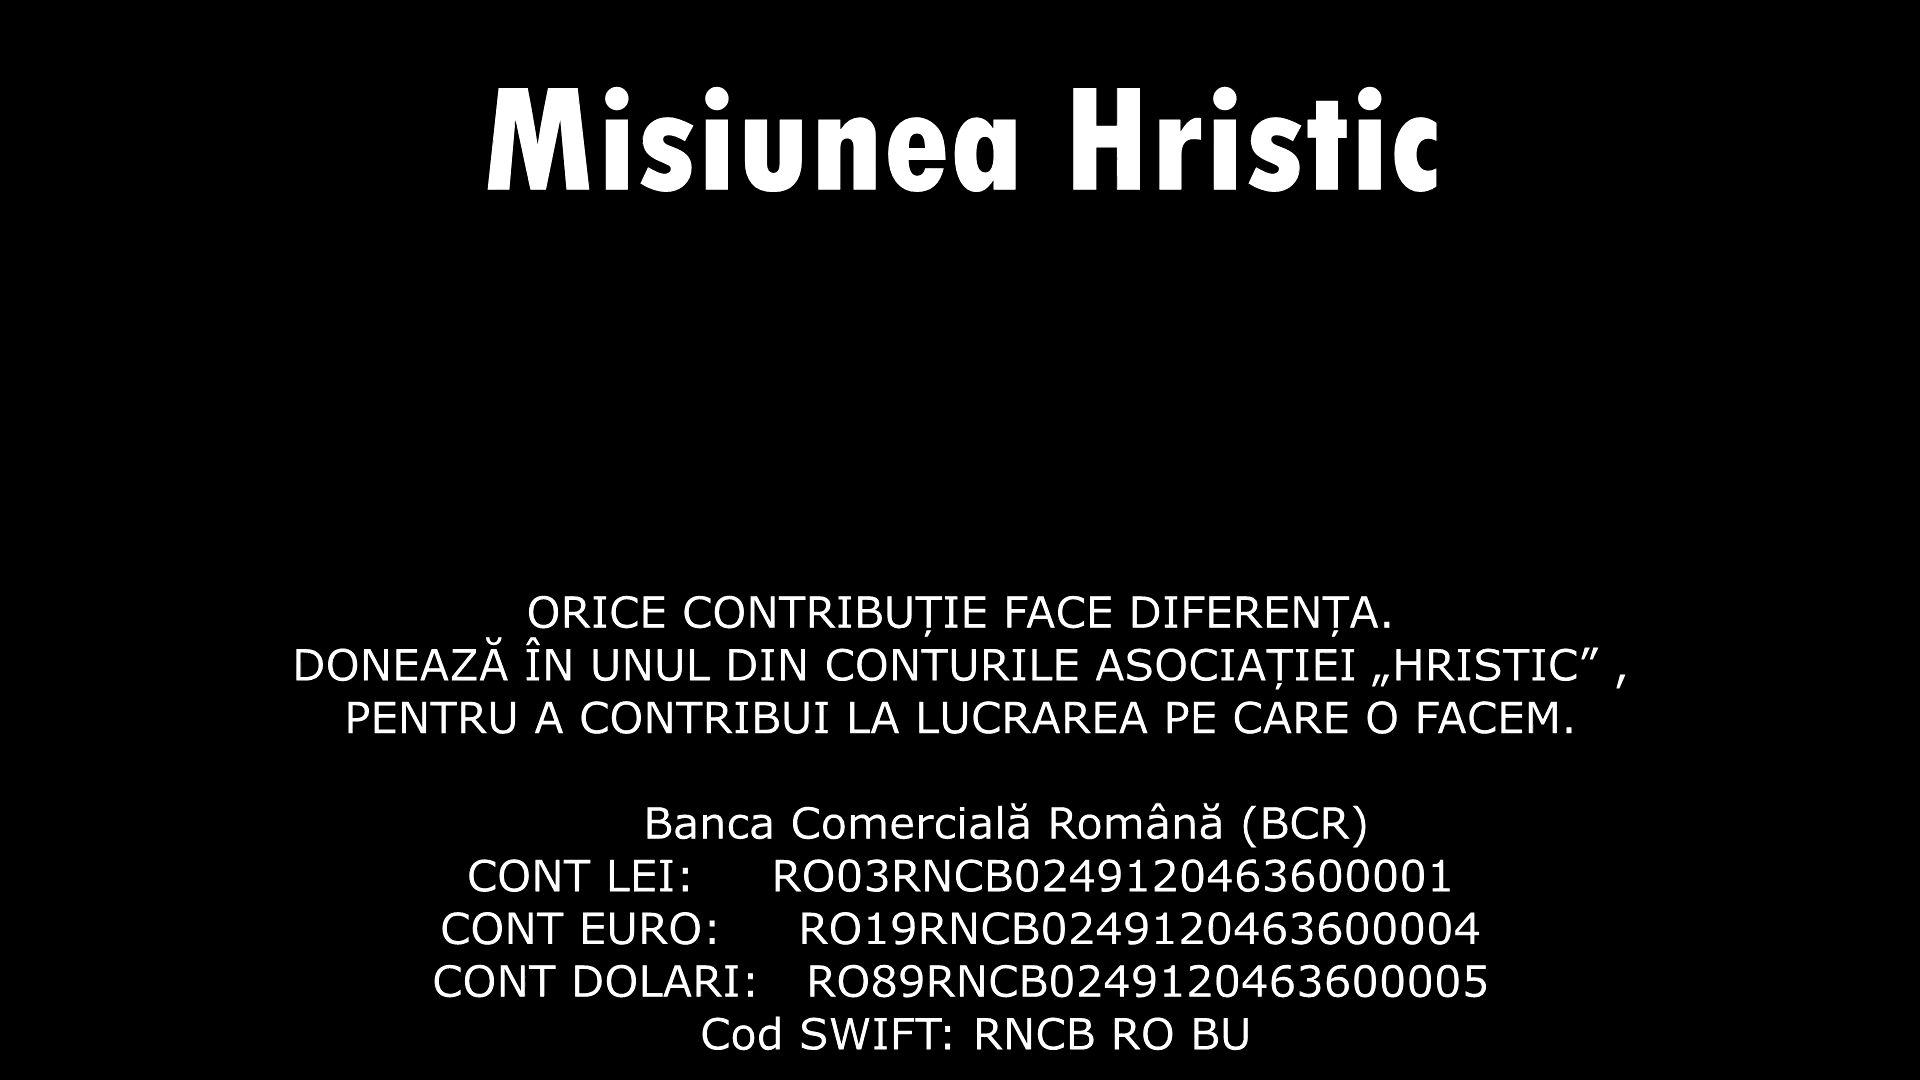 Misiunea Hristic
ORICE CONTRIBUȚIE FACE DIFERENȚA.
DONEAZĂ ÎN UNUL DIN CONTURILE ASOCIAȚIEI „HRISTIC” ,
PENTRU A CONTRIBUI LA LUCRAREA PE CARE O FACEM.
Banca Comercială Română (BCR)
CONT LEI: RO03RNCB0249120463600001
CONT EURO: RO19RNCB0249120463600004
CONT DOLARI: RO89RNCB0249120463600005
Cod SWIFT: RNCB RO BU